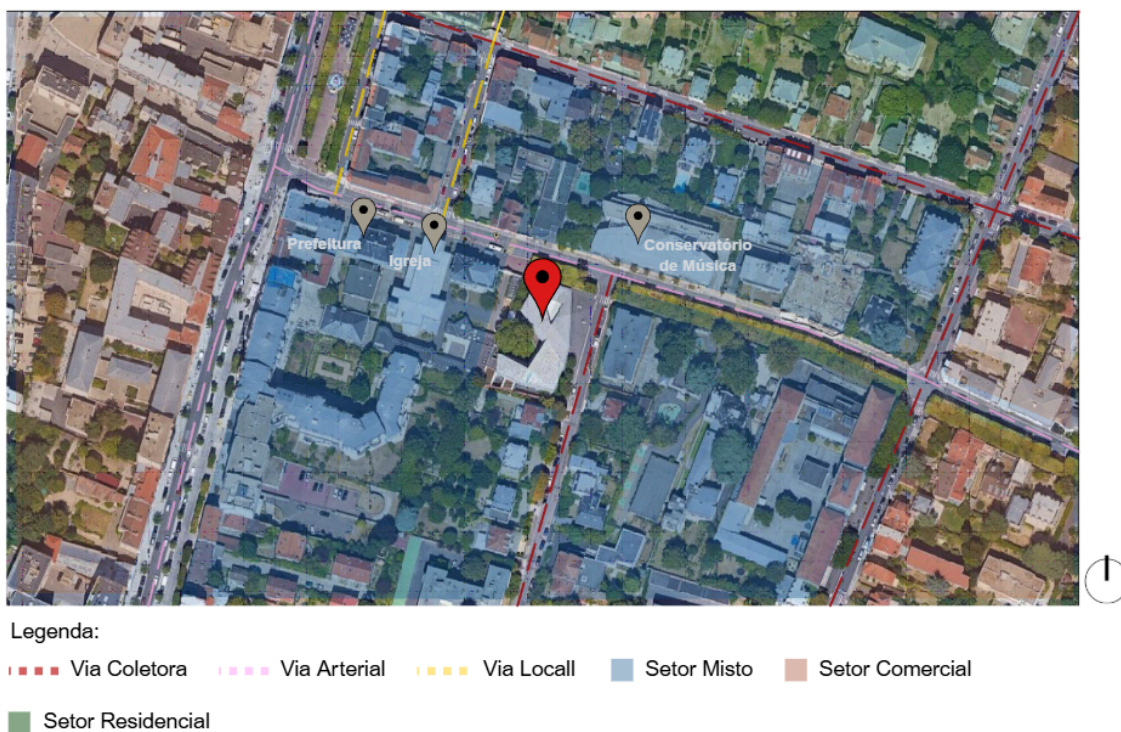 Prefeitura
Igreja
Conservatório
de Música
Legenda:
Via Coletora
Via Arterial
Via Locall
Setor Misto
Setor Comercial
Setor Residencial